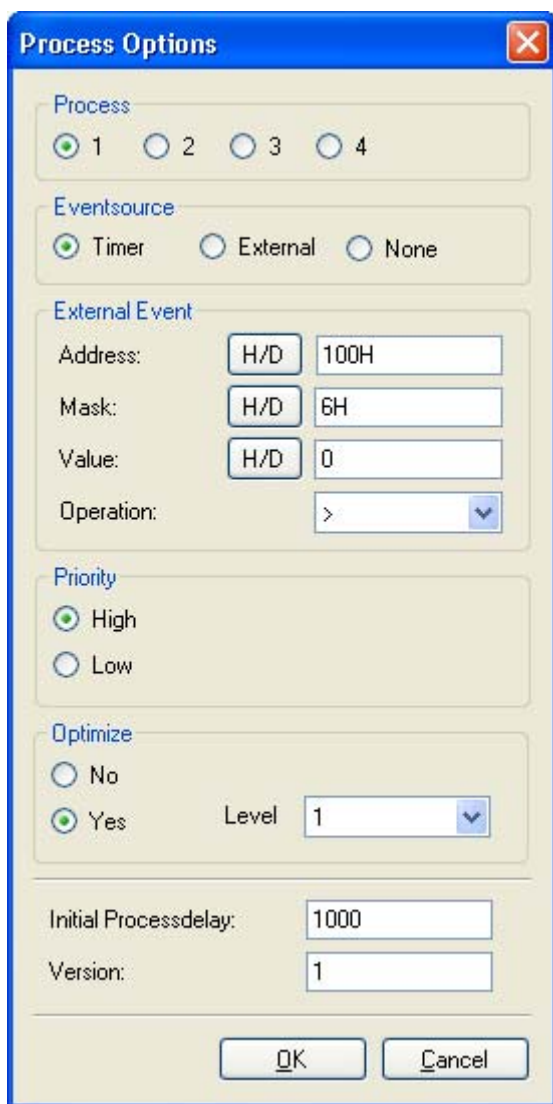 Process Options
Process
1 2 3 4
Eventsource
Timer External None
External Event
Address: H/D 100H
Mask: H/D 6H
Value: H/D 0
Operation: >
Priority
High
Low
Optimize
No
Yes Level 1
Initial Processdelay: 1000
Version: 1
OK Cancel